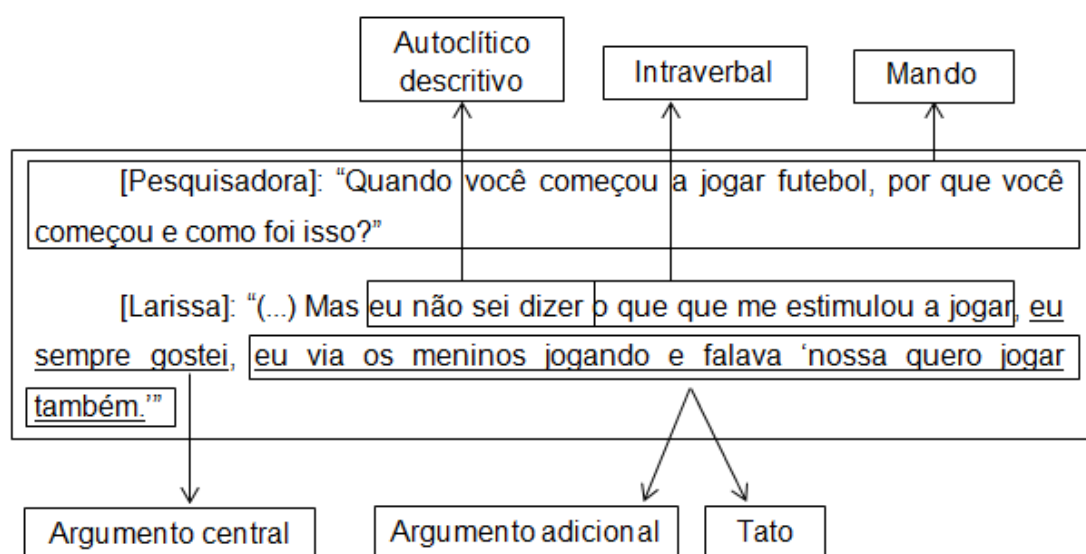 Autoclítico
descritivo
Intraverbal
Mando
[Pesquisadora]: “Quando você começou a jogar futebol, por que você
começou e como foi isso?”
[Larissa]: “(...) Mas eu não sei dizer o que que me estimulou a jogar, eu
sempre gostei, eu via os meninos jogando e falava ‘nossa quero jogar
também.’”
Argumento central
Argumento adicional
Tato